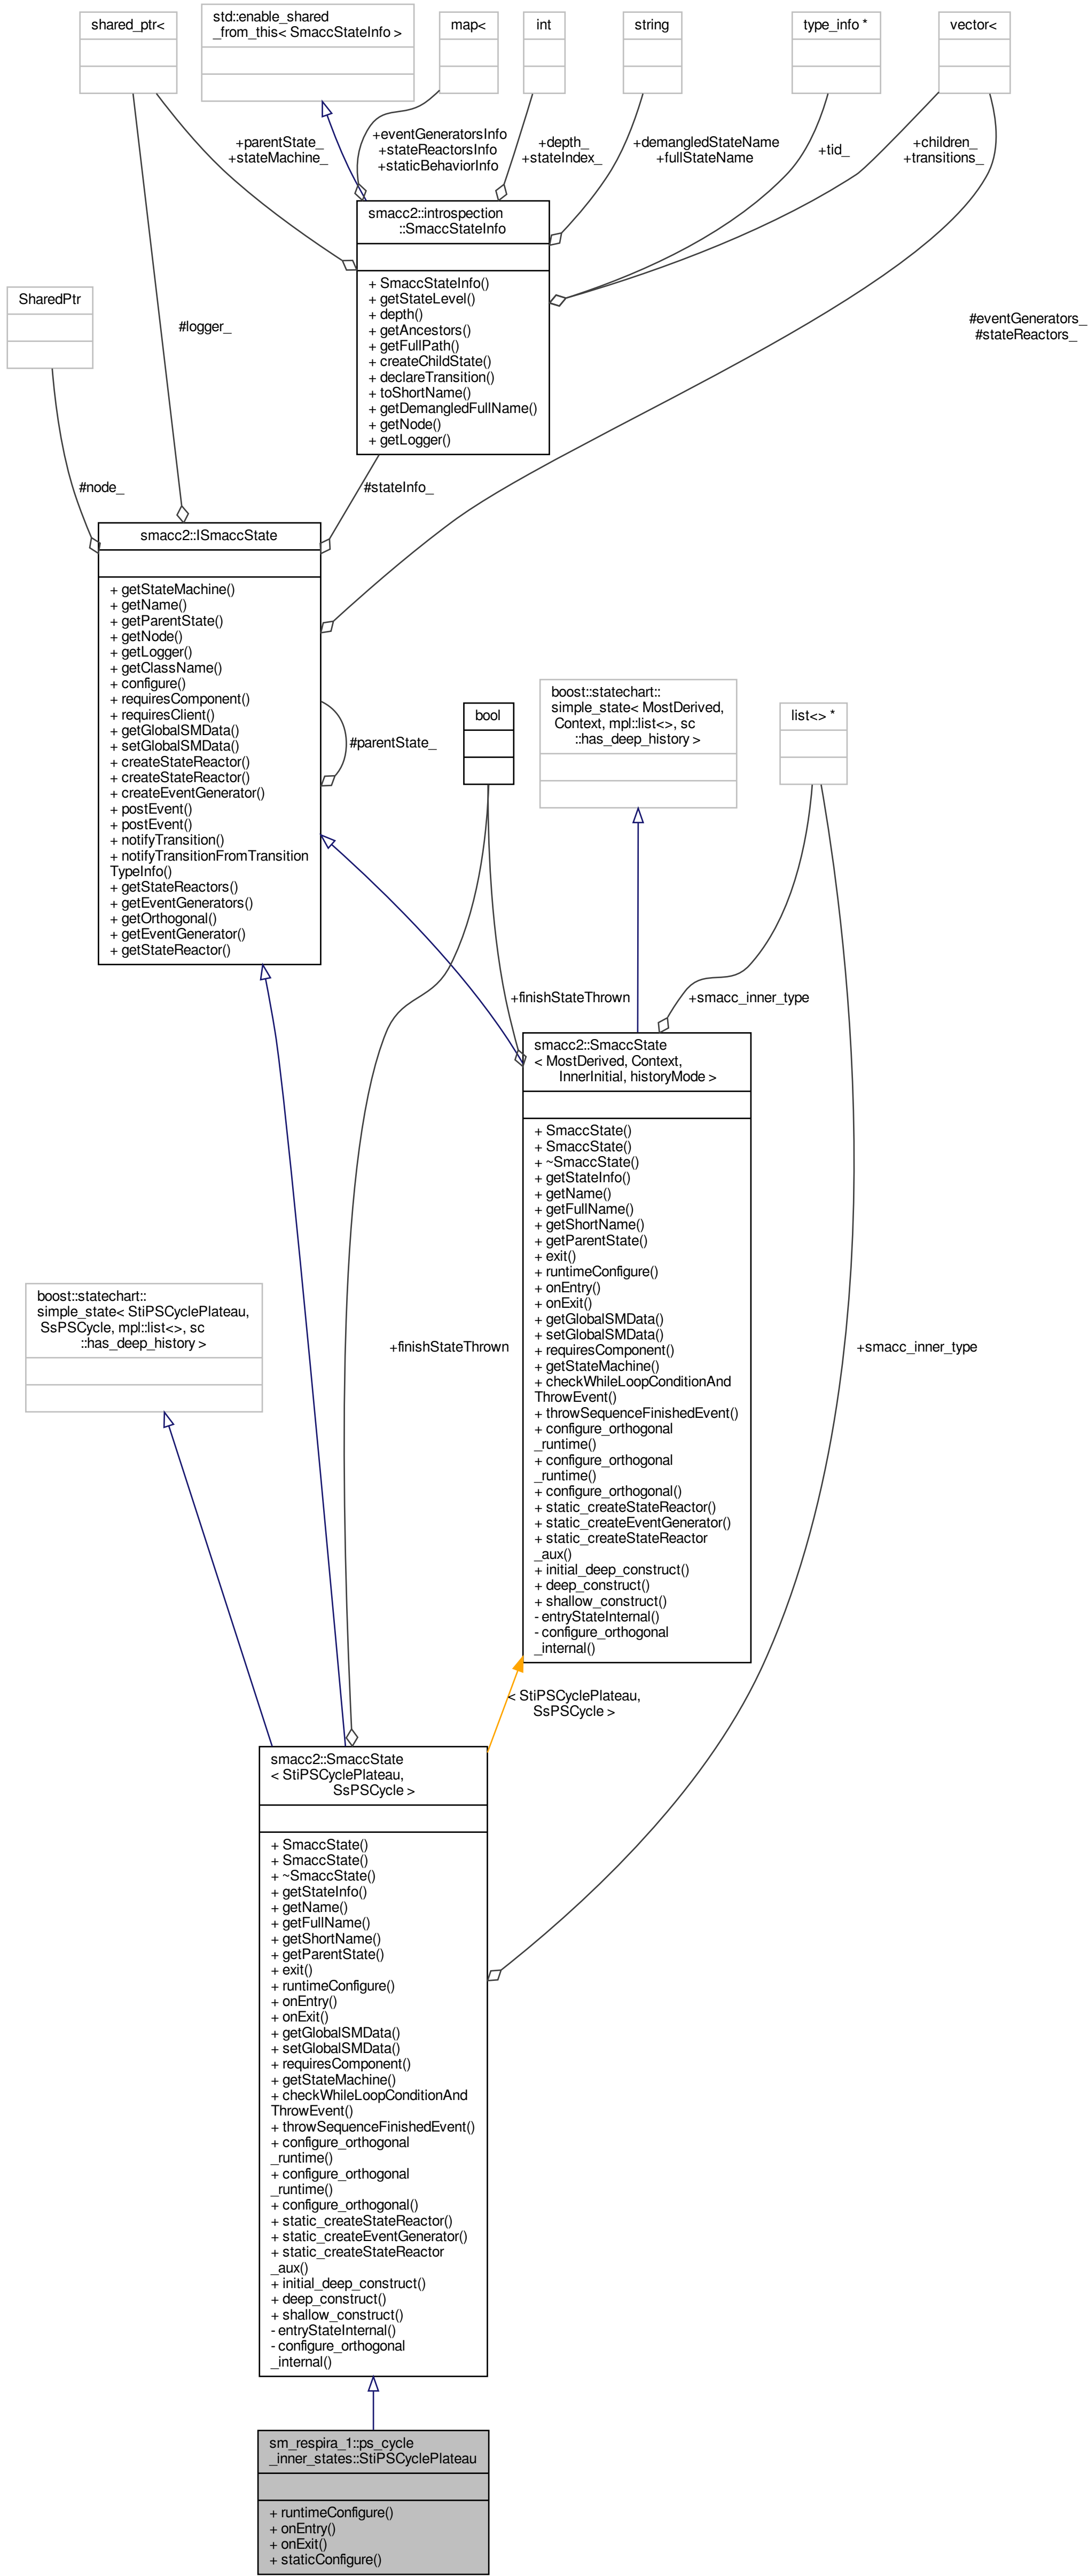 shared_ptr<
std::enable_shared
_from_this< SmaccStateInfo >
map<
int
string
type_info *
vector<
+parentState_
+stateMachine_
+eventGeneratorsInfo
+stateReactorsInfo
+staticBehaviorInfo
+depth_
+stateIndex_
+demangledStateName
+fullStateName
+tid_
+children_
+transitions_
smacc2::introspection
::SmaccStateInfo
+ SmaccStateInfo()
+ getStateLevel()
+ depth()
+ getAncestors()
+ getFullPath()
+ createChildState()
+ declareTransition()
+ toShortName()
+ getDemangledFullName()
+ getNode()
+ getLogger()
SharedPtr
#logger_
#eventGenerators_
#stateReactors_
#node_
#stateInfo_
smacc2::ISmaccState
+ getStateMachine()
+ getName()
+ getParentState()
+ getNode()
+ getLogger()
+ getClassName()
+ configure()
+ requiresComponent()
+ requiresClient()
+ getGlobalSMData()
+ setGlobalSMData()
+ createStateReactor()
+ createStateReactor()
+ createEventGenerator()
+ postEvent()
+ postEvent()
+ notifyTransition()
+ notifyTransitionFromTransition
TypeInfo()
+ getStateReactors()
+ getEventGenerators()
+ getOrthogonal()
+ getEventGenerator()
+ getStateReactor()
#parentState_
bool
boost::statechart::
simple_state< MostDerived,
Context, mpl::list<>, sc
::has_deep_history >
list<> *
+finishStateThrown
+smacc_inner_type
smacc2::SmaccState
< MostDerived, Context,
InnerInitial, historyMode >
+ SmaccState()
+ SmaccState()
+ ~SmaccState()
+ getStateInfo()
+ getName()
+ getFullName()
+ getShortName()
+ getParentState()
+ exit()
+ runtimeConfigure()
+ onEntry()
+ onExit()
+ getGlobalSMData()
+ setGlobalSMData()
+ requiresComponent()
+ getStateMachine()
+ checkWhileLoopConditionAnd
ThrowEvent()
+ throwSequenceFinishedEvent()
+ configure_orthogonal
_runtime()
+ configure_orthogonal
_runtime()
+ configure_orthogonal()
+ static_createStateReactor()
+ static_createEventGenerator()
+ static_createStateReactor
_aux()
+ initial_deep_construct()
+ deep_construct()
+ shallow_construct()
- entryStateInternal()
- configure_orthogonal
_internal()
boost::statechart::
simple_state< StiPSCyclePlateau,
SsPSCycle, mpl::list<>, sc
::has_deep_history >
+finishStateThrown
+smacc_inner_type
< StiPSCyclePlateau,
SsPSCycle >
smacc2::SmaccState
< StiPSCyclePlateau,
SsPSCycle >
+ SmaccState()
+ SmaccState()
+ ~SmaccState()
+ getStateInfo()
+ getName()
+ getFullName()
+ getShortName()
+ getParentState()
+ exit()
+ runtimeConfigure()
+ onEntry()
+ onExit()
+ getGlobalSMData()
+ setGlobalSMData()
+ requiresComponent()
+ getStateMachine()
+ checkWhileLoopConditionAnd
ThrowEvent()
+ throwSequenceFinishedEvent()
+ configure_orthogonal
_runtime()
+ configure_orthogonal
_runtime()
+ configure_orthogonal()
+ static_createStateReactor()
+ static_createEventGenerator()
+ static_createStateReactor
_aux()
+ initial_deep_construct()
+ deep_construct()
+ shallow_construct()
- entryStateInternal()
- configure_orthogonal
_internal()
sm_respira_1::ps_cycle
_inner_states::StiPSCyclePlateau
+ runtimeConfigure()
+ onEntry()
+ onExit()
+ staticConfigure()